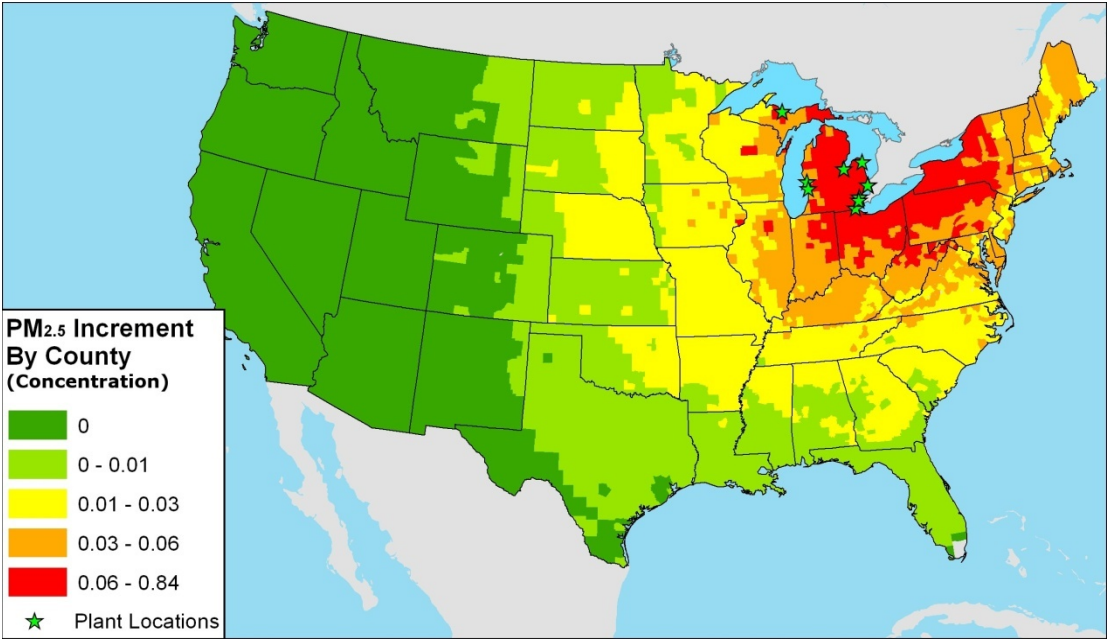 PM2.5 Increment
By County
(Concentration)
0
0 - 0.01
0.01 - 0.03
0.03 - 0.06
0.06 - 0.84
Plant Locations